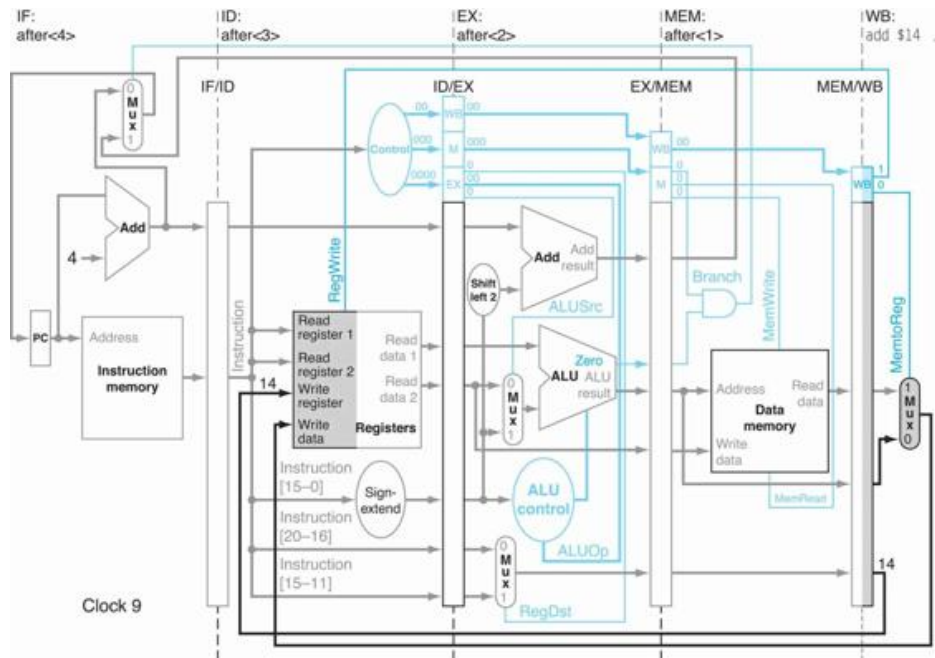 IF:
after<4>
ID:
after<3>
EX:
after<2>
MEM:
after<1>
WB:
add $14
IF/ID
ID/EX
EX/MEM
MEM/WB
0
M
u
x
1
Control
00
000
0000
WB
M
EX
00
000
0
00
0
WB
M
00
0
0
0
WB
1
0
Add
4
RegWrite
Shift
left 2
Add
Add
result
ALUSrc
Branch
MemWrite
MemtoReg
PC
Address
Instruction
memory
Instruction
Read
register 1
Read
register 2
14
Write
register
Write
data
Read
data 1
Read
data 2
Registers
0
M
u
x
1
Zero
ALU
ALU
result
Address
Read
data
Data
memory
Write
data
MemRead
1
M
u
x
0
Instruction
[15–0]
Sign-
extend
ALU
control
Instruction
[20–16]
ALUOp
Instruction
[15–11]
0
M
u
x
1
RegDst
14
Clock 9